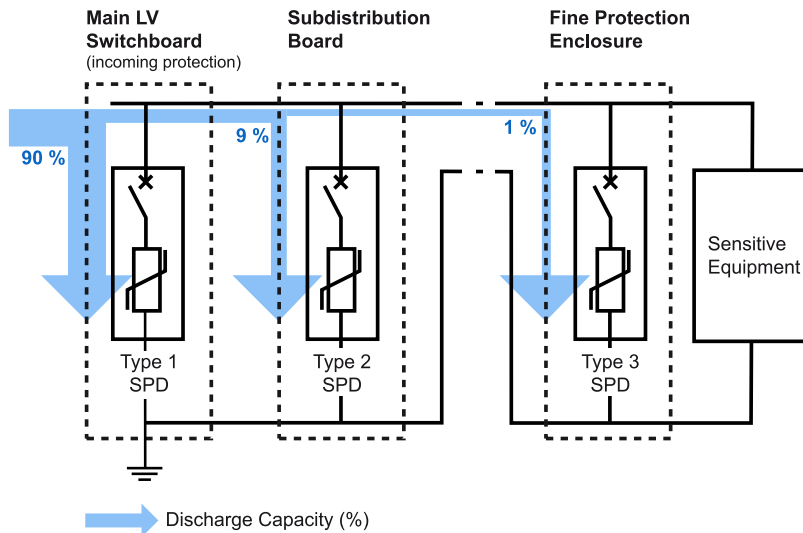 Main LV
Switchboard
(incoming protection)
Subdistribution
Board
Fine Protection
Enclosure
90 %
9 %
1 %
Type 1
SPD
Type 2
SPD
Type 3
SPD
Sensitive
Equipment
Discharge Capacity (%)